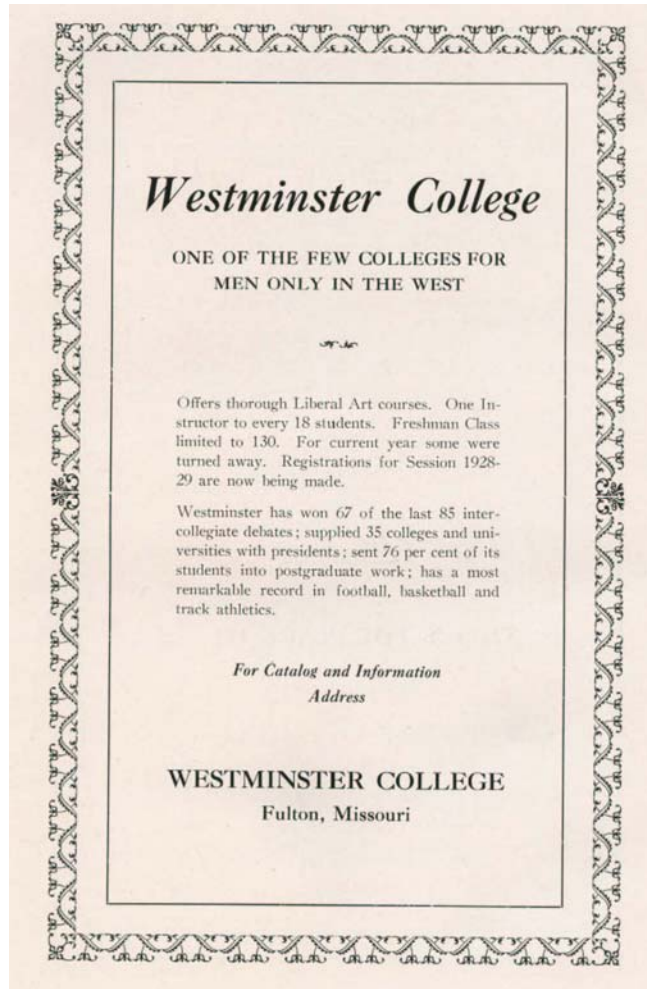 Westminster College
ONE OF THE FEW COLLEGES FOR
MEN ONLY IN THE WEST
Offers thorough Liberal Art courses. One In-
structor to every 18 students. Freshman Class
limited to 130. For current year some were
turned away. Registrations for Session 1928-
29 are now being made.
Westminster has won 67 of the last 85 inter-
collegiate debates; supplied 35 colleges and uni-
versities with presidents; sent 76 per cent of its
students into postgraduate work; has a most
remarkable record in football, basketball and
track athletics.
For Catalog and Information
Address
WESTMINSTER COLLEGE
Fulton, Missouri